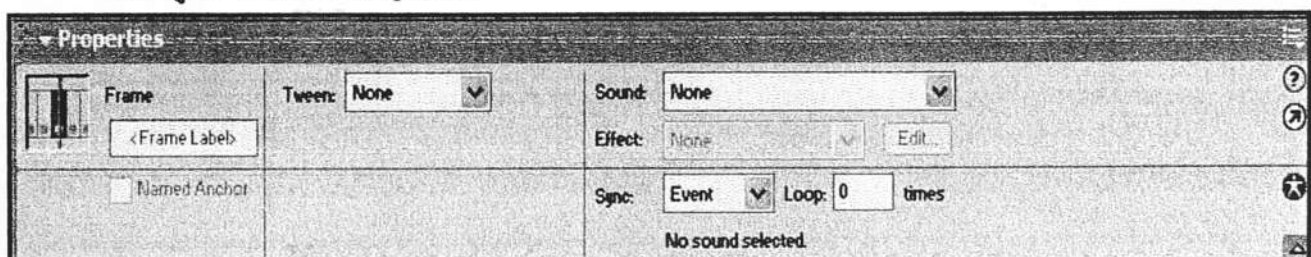 Properties
Frame
<Frame Label>
Named Anchor
Tween: None
Sound: None
Effect: None Edit...
Sync: Event Loop: 0 times
No sound selected.